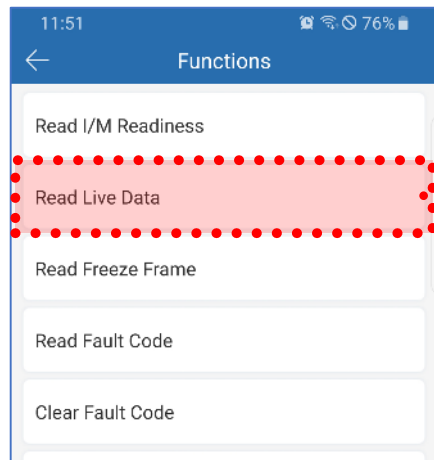 11:51 76%
Functions
Read I/M Readiness
Read Live Data
Read Freeze Frame
Read Fault Code
Clear Fault Code